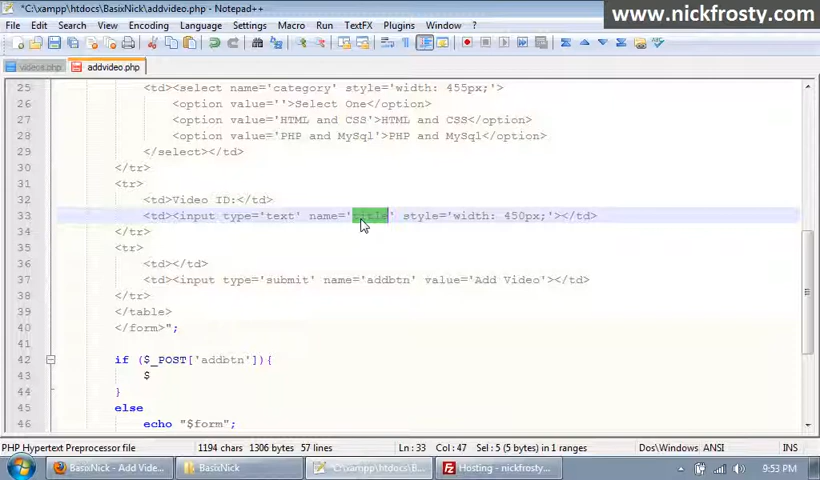 *C:\xampp\htdocs\BasixNick\addvideo.php - Notepad++
www.nickfrosty.com
File Edit Search View Encoding Language Settings Macro Run TextFX Plugins Window ?
videos.php addvideo.php
25 <td><select name='category' style='width: 455px;'>
26 <option value=''>Select One</option>
27 <option value='HTML and CSS'>HTML and CSS</option>
28 <option value='PHP and MySql'>PHP and MySql</option>
29 </select></td>
30 </tr>
31 <tr>
32 <td>Video ID:</td>
33 <td><input type='text' name='title' style='width: 450px;'></td>
34 </tr>
35 <tr>
36 <td></td>
37 <td><input type='submit' name='addbtn' value='Add Video'></td>
38 </tr>
39 </table>
40 </form>";
41
42 if ($_POST['addbtn']){
43 $
44 }
45 else
46 echo "$form";
PHP Hypertext Preprocessor file 1194 chars 1306 bytes 57 lines Ln : 33 Col : 47 Sel : 5 (5 bytes) in 1 ranges Dos\Windows ANSI INS
BasixNick - Add Vide... BasixNick *C:\xampp\htdocs\B... Hosting - nickfrosty... 9:53 PM